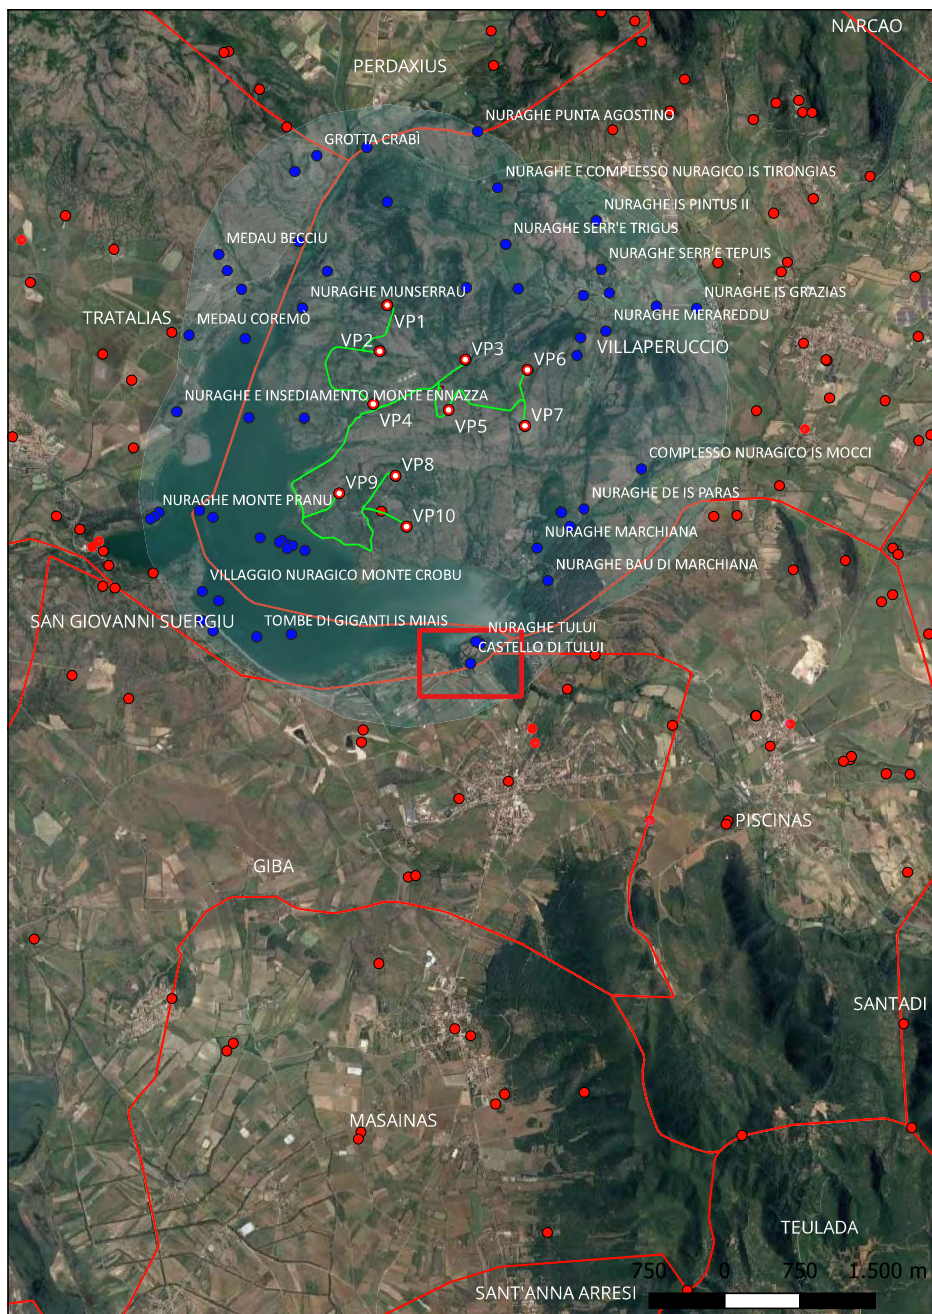 NARCAO
PERDAXIUS
NURAGHE PUNTA AGOSTINO
GROTTA CRABÌ
NURAGHE E COMPLESSO NURAGICO IS TIRONGIAS
NURAGHE IS PINTUS II
NURAGHE SERR'E TRIGUS
MEDAU BECCIU
NURAGHE SERR'E TEPUIS
NURAGHE MUNSERRAU
NURAGHE IS GRAZIAS
TRATALIAS
MEDAU COREMÒ
VP1
NURAGHE MERAREDDU
VP2
VP3
VP6
VILLAPERUCCIO
NURAGHE E INSEDIAMENTO MONTE ENNAZZA
VP4
VP5
VP7
COMPLESSO NURAGICO IS MOCCI
VP8
VP9
NURAGHE DE IS PARAS
NURAGHE MONTE PRANU
VP10
NURAGHE MARCHIANA
NURAGHE BAU DI MARCHIANA
VILLAGGIO NURAGICO MONTE CROBU
SAN GIOVANNI SUERGIU
TOMBE DI GIGANTI IS MIAIS
NURAGHE TULUI
CASTELLO DI TULUI
PISCINAS
GIBA
SANTADI
MASAINAS
TEULADA
SANT'ANNA ARRESI
750 0 750 1.500 m